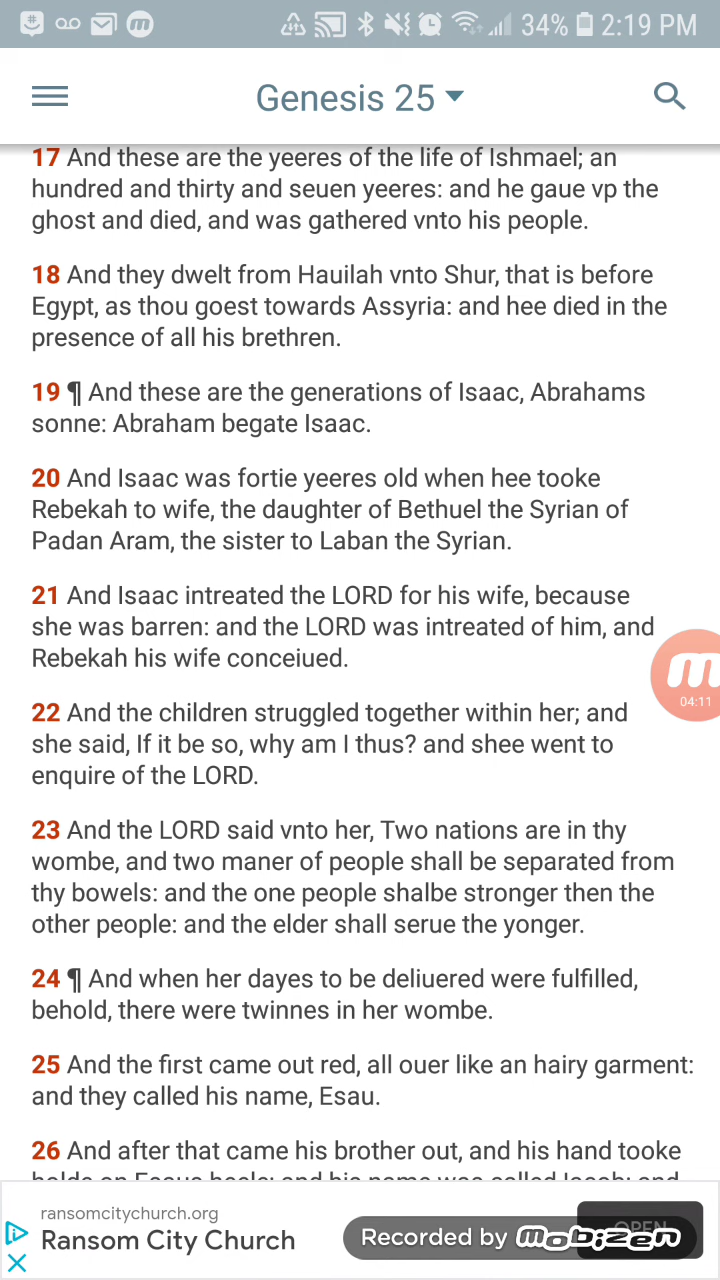 34% 2:19 PM
Genesis 25
17 And these are the yeeres of the life of Ishmael; an
hundred and thirty and seuen yeeres: and he gaue vp the
ghost and died, and was gathered vnto his people.
18 And they dwelt from Hauilah vnto Shur, that is before
Egypt, as thou goest towards Assyria: and hee died in the
presence of all his brethren.
19 ¶ And these are the generations of Isaac, Abrahams
sonne: Abraham begate Isaac.
20 And Isaac was fortie yeeres old when hee tooke
Rebekah to wife, the daughter of Bethuel the Syrian of
Padan Aram, the sister to Laban the Syrian.
21 And Isaac intreated the LORD for his wife, because
she was barren: and the LORD was intreated of him, and
Rebekah his wife conceiued.
04:11
22 And the children struggled together within her; and
she said, If it be so, why am I thus? and shee went to
enquire of the LORD.
23 And the LORD said vnto her, Two nations are in thy
wombe, and two maner of people shall be separated from
thy bowels: and the one people shalbe stronger then the
other people: and the elder shall serue the yonger.
24 ¶ And when her dayes to be deliuered were fulfilled,
behold, there were twinnes in her wombe.
25 And the first came out red, all ouer like an hairy garment:
and they called his name, Esau.
26 And after that came his brother out, and his hand tooke
holde on Esaus heele; and his name was called Iacob: and
ransomcitychurch.org
Ransom City Church
OPEN
Recorded by mobizen